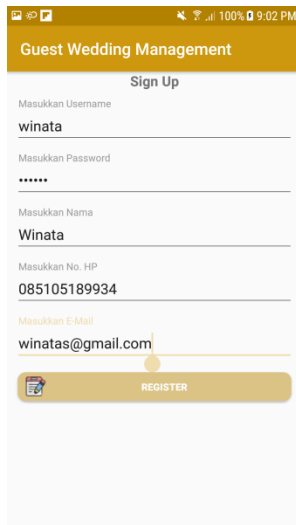 100% 9:02 PM
Guest Wedding Management
Sign Up
Masukkan Username
winata
Masukkan Password
••••••
Masukkan Nama
Winata
Masukkan No. HP
085105189934
Masukkan E-Mail
winatas@gmail.com
REGISTER